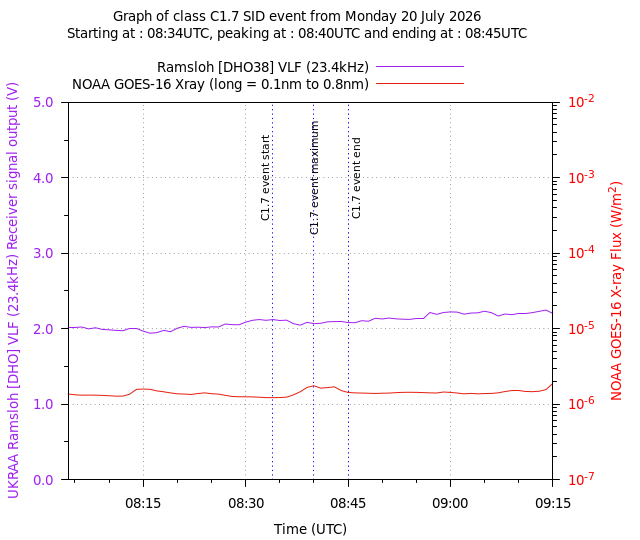 Graph of class C1.7 SID event from Monday 20 July 2026
Starting at : 08:34UTC, peaking at : 08:40UTC and ending at : 08:45UTC
Ramsloh [DHO38] VLF (23.4kHz)
NOAA GOES-16 Xray (long = 0.1nm to 0.8nm)
UKRAA Ramsloh [DHO] VLF (23.4kHz) Receiver signal output (V)
5.0
4.0
3.0
2.0
1.0
0.0
C1.7 event start
C1.7 event maximum
C1.7 event end
10-2
10-3
10-4
10-5
10-6
10-7
NOAA GOES-16 X-ray Flux (W/m2)
08:15
08:30
08:45
09:00
09:15
Time (UTC)